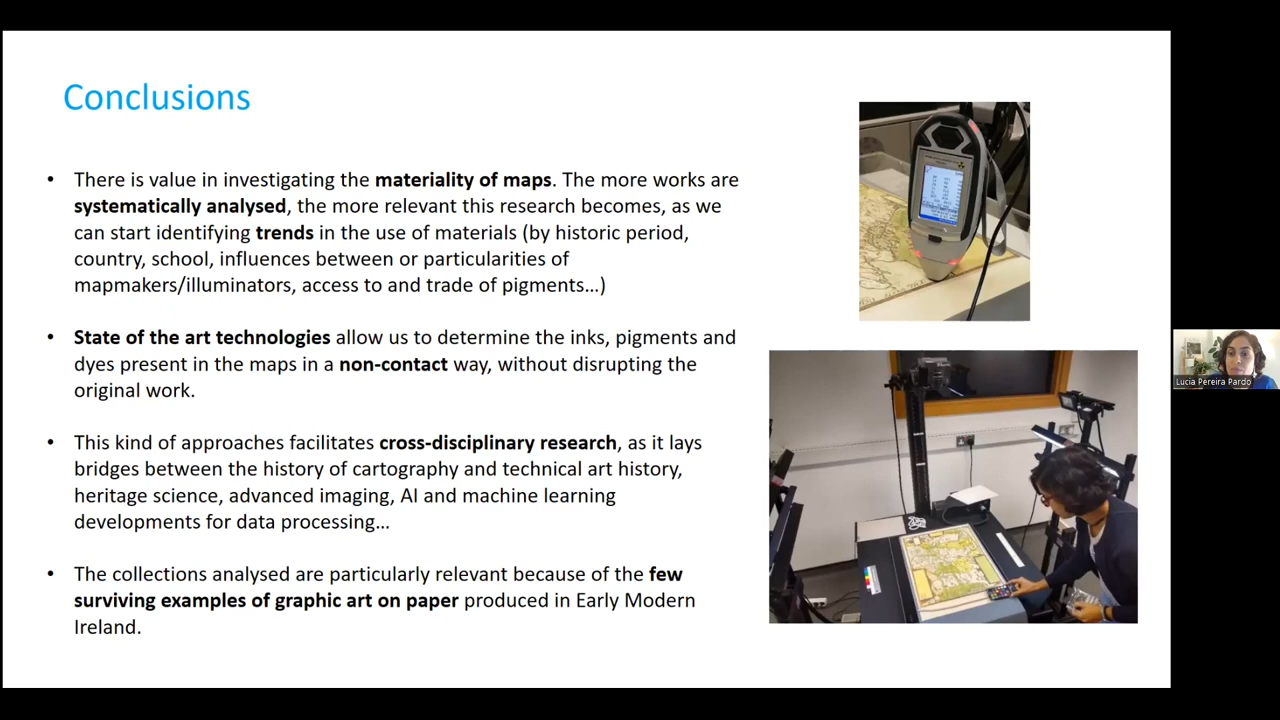 Conclusions
• There is value in investigating the materiality of maps. The more works are
systematically analysed, the more relevant this research becomes, as we
can start identifying trends in the use of materials (by historic period,
country, school, influences between or particularities of
mapmakers/illuminators, access to and trade of pigments…)
• State of the art technologies allow us to determine the inks, pigments and
dyes present in the maps in a non-contact way, without disrupting the
original work.
• This kind of approaches facilitates cross-disciplinary research, as it lays
bridges between the history of cartography and technical art history,
heritage science, advanced imaging, AI and machine learning
developments for data processing…
• The collections analysed are particularly relevant because of the few
surviving examples of graphic art on paper produced in Early Modern
Ireland.
Lucia Pereira Pardo